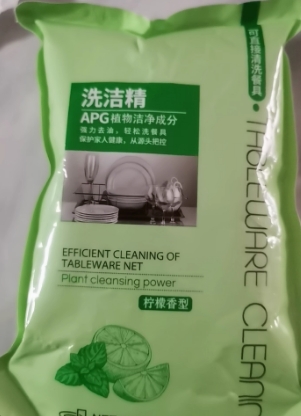 可直接清洗餐具
洗洁精
APG植物洁净成分
强力去油，轻松洗餐具
保护家人健康，从源头把控
TABLEWARE CLEANI
EFFICIENT CLEANING OF
TABLEWARE NET
Plant cleansing power
柠檬香型